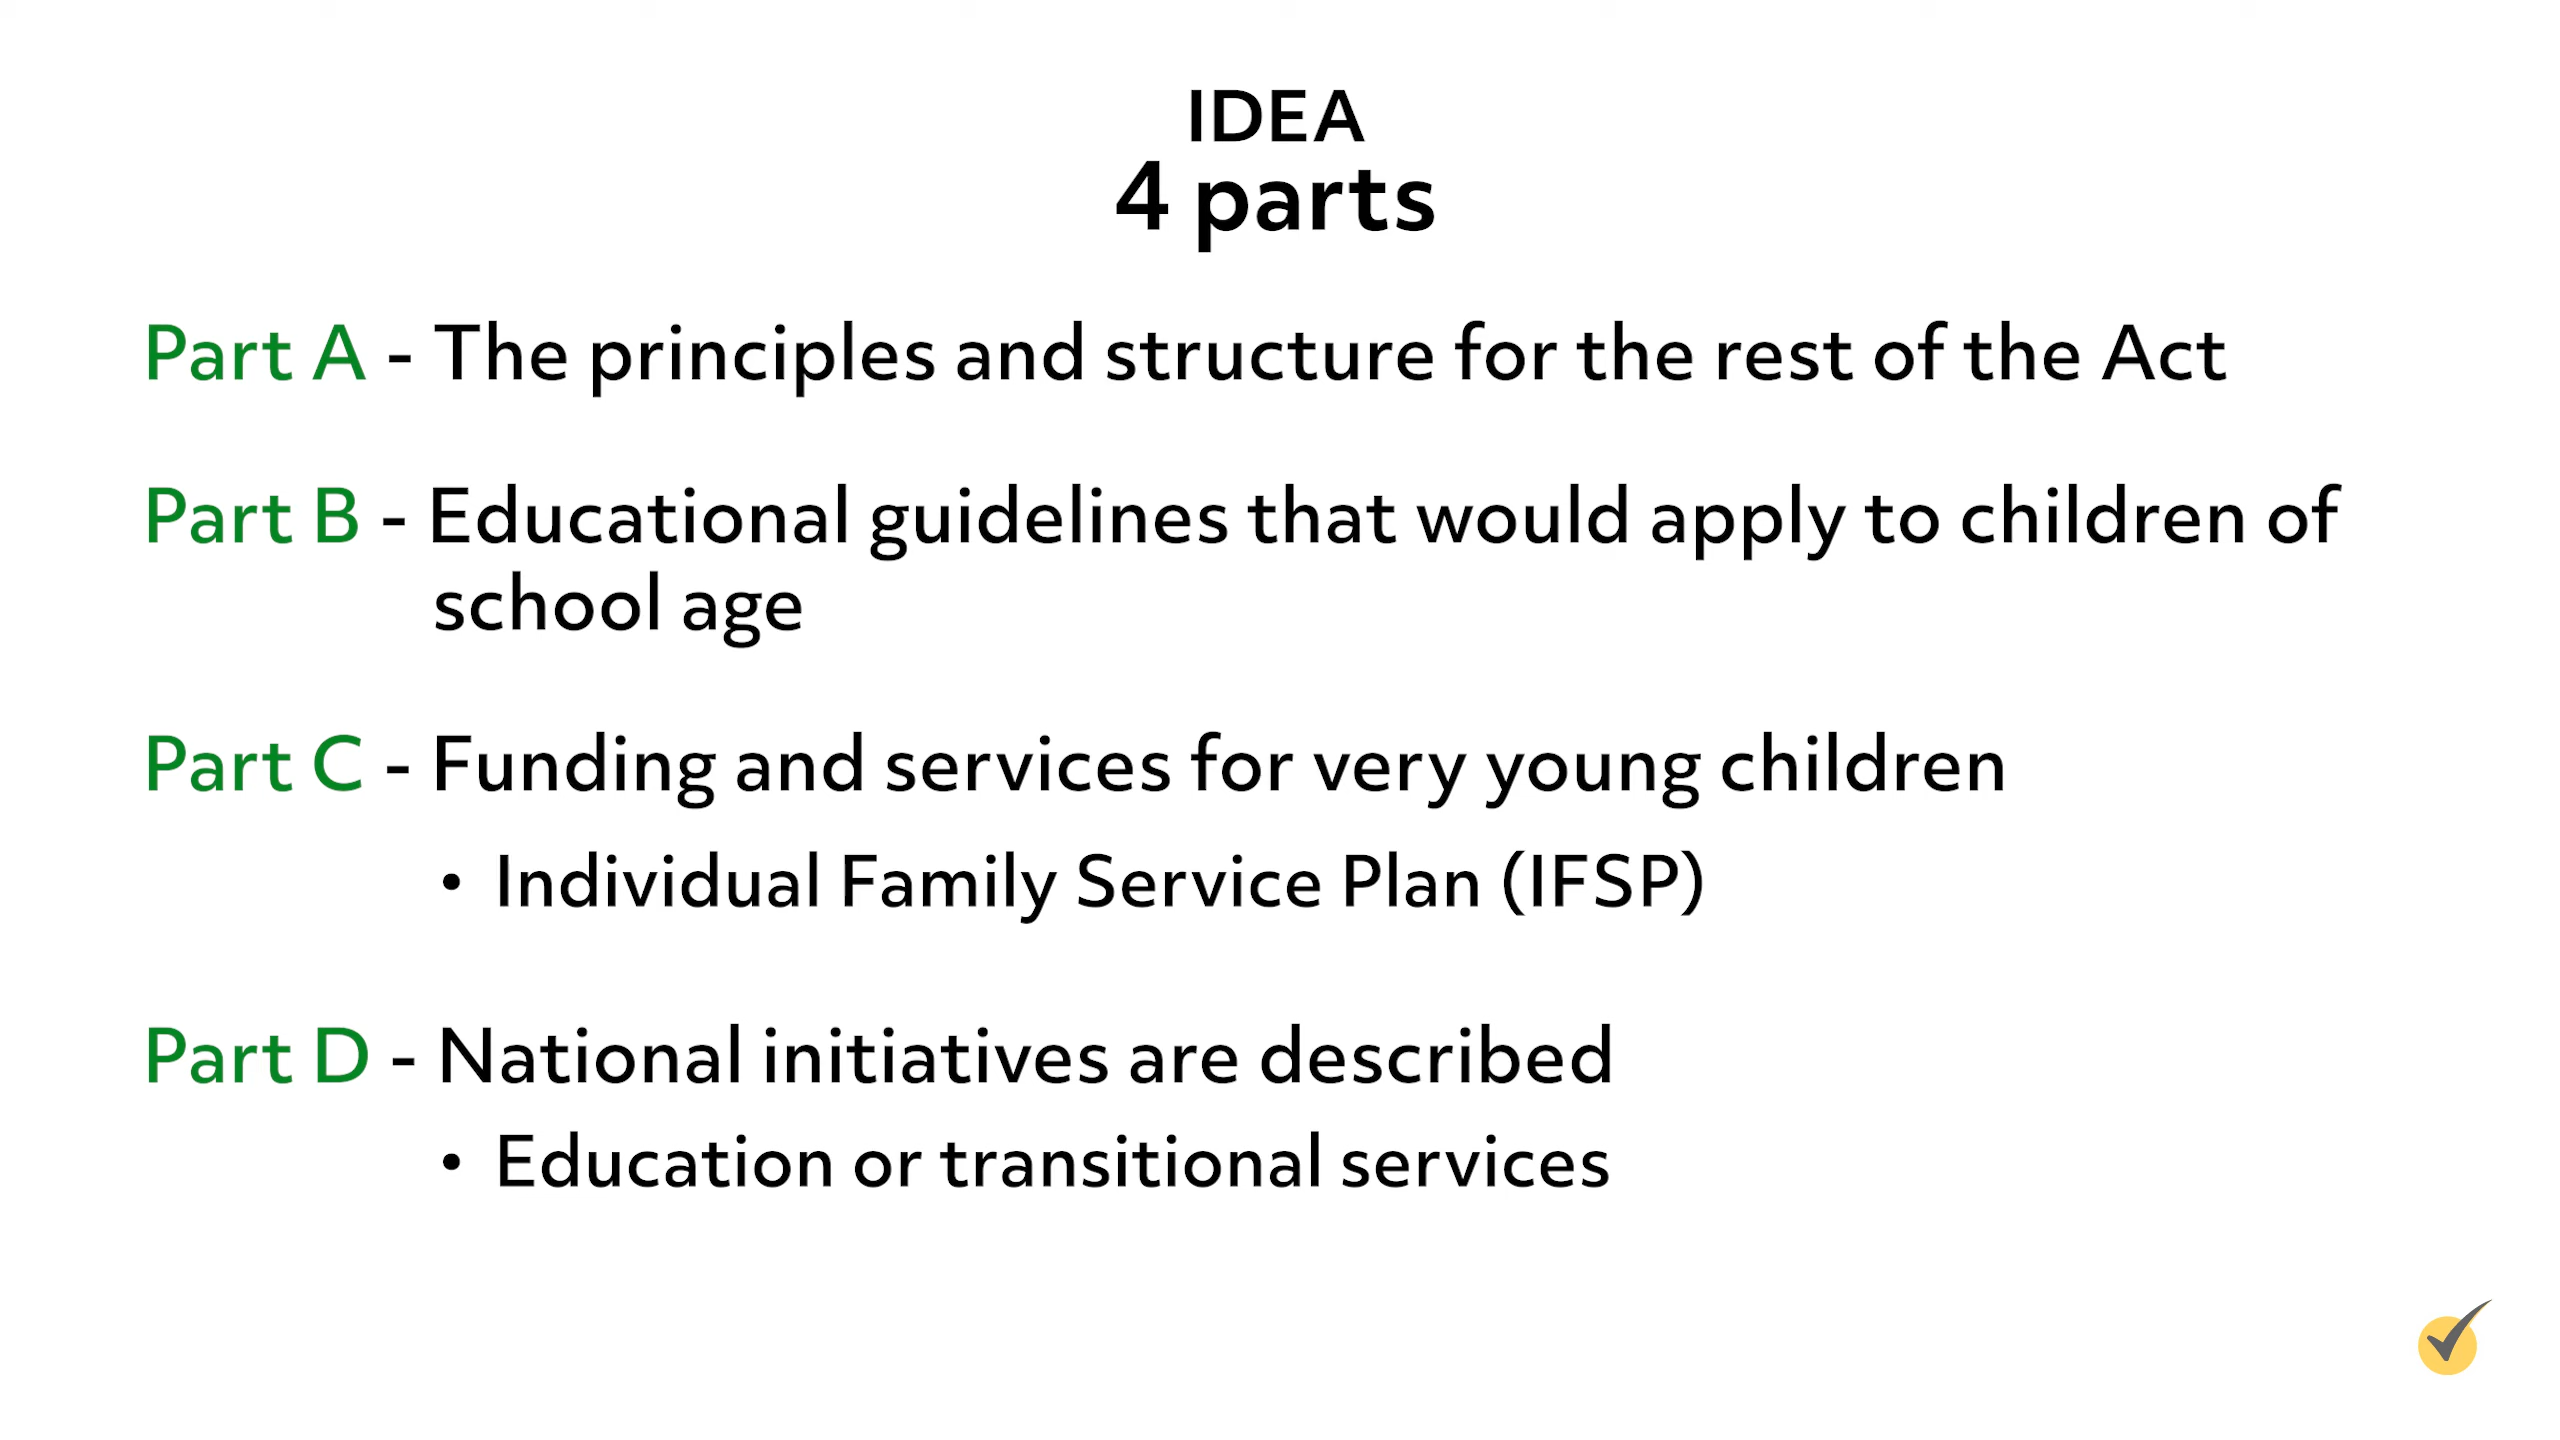 IDEA
4 parts
Part A - The principles and structure for the rest of the Act
Part B - Educational guidelines that would apply to children of
school age
Part C - Funding and services for very young children
• Individual Family Service Plan (IFSP)
Part D - National initiatives are described
• Education or transitional services